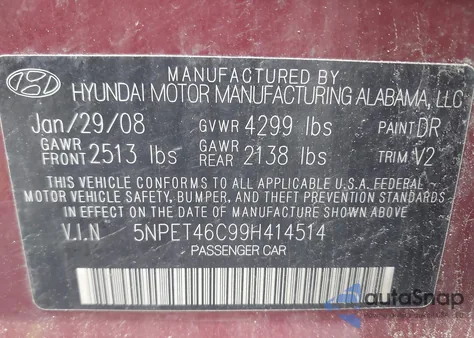 MANUFACTURED BY
HYUNDAI MOTOR MANUFACTURING ALABAMA, LLC
Jan/29/08 GVWR 4299 lbs PAINT DR
GAWR FRONT 2513 lbs GAWR REAR 2138 lbs TRIM V2
THIS VEHICLE CONFORMS TO ALL APPLICABLE U.S.A. FEDERAL
MOTOR VEHICLE SAFETY, BUMPER, AND THEFT PREVENTION
STANDARDS IN EFFECT ON THE DATE OF MANUFACTURE SHOWN ABOVE.
V.I.N 5NPET46C99H414514
PASSENGER CAR
autoSnap